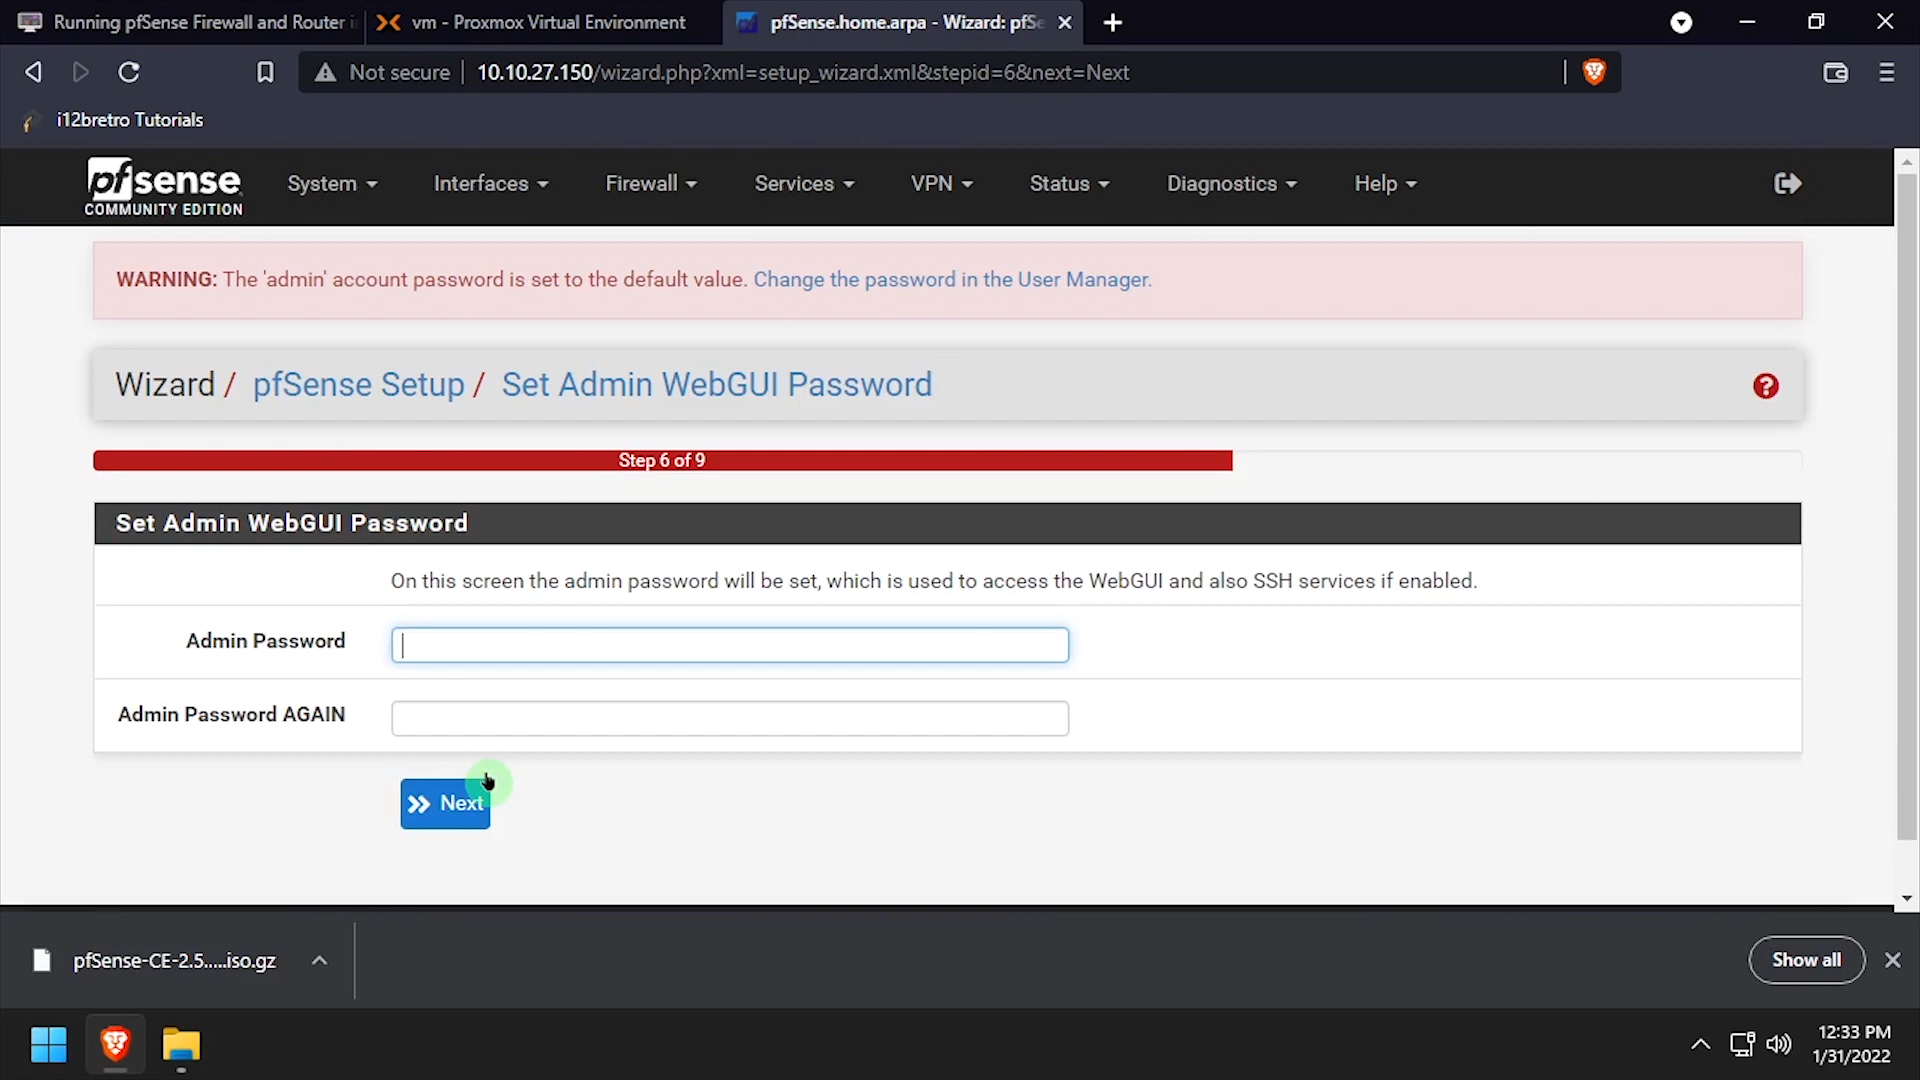 Running pfSense Firewall and Router i
vm - Proxmox Virtual Environment
pfSense.home.arpa - Wizard: pfSe
Not secure
10.10.27.150/wizard.php?xml=setup_wizard.xml&stepid=6&next=Next
i12bretro Tutorials
pfsense
COMMUNITY EDITION
System
Interfaces
Firewall
Services
VPN
Status
Diagnostics
Help
WARNING: The 'admin' account password is set to the default value. Change the password in the User Manager.
Wizard / pfSense Setup / Set Admin WebGUI Password
Step 6 of 9
Set Admin WebGUI Password
On this screen the admin password will be set, which is used to access the WebGUI and also SSH services if enabled.
Admin Password
Admin Password AGAIN
Next
pfSense-CE-2.5.....iso.gz
Show all
12:33 PM
1/31/2022